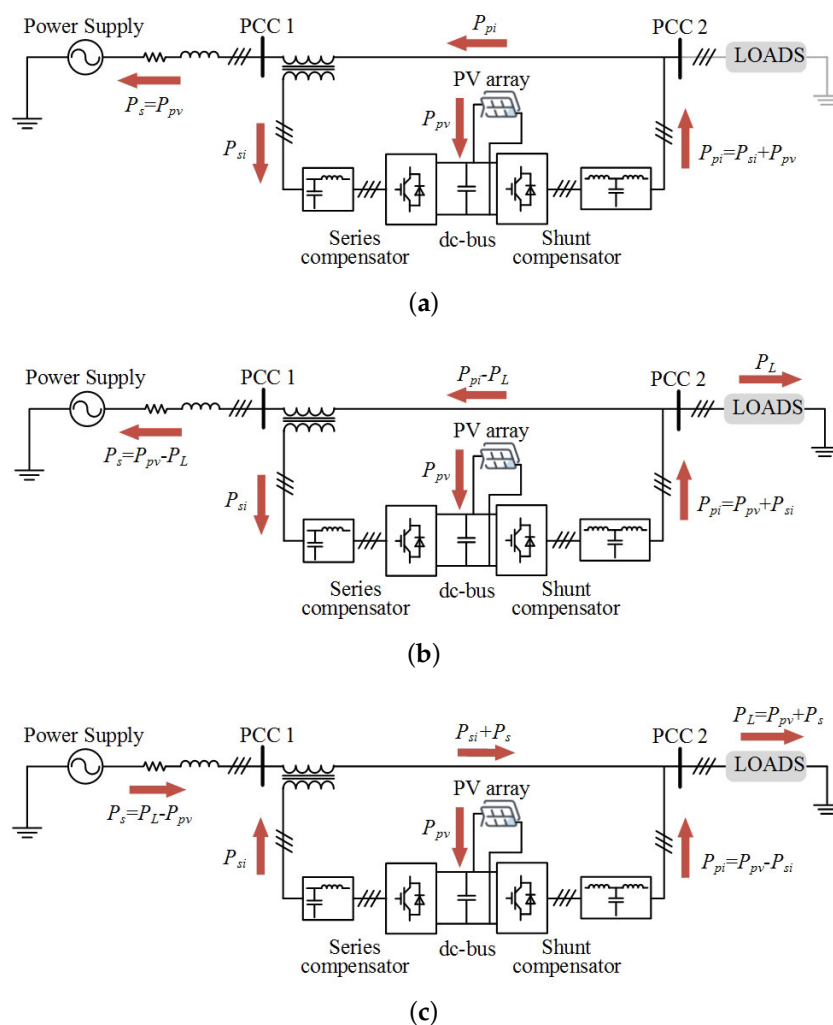 Power Supply
PCC 1
P_pi
PCC 2
LOADS
P_s=P_pv
PV array
P_si
P_pv
P_pi=P_si+P_pv
Series
compensator
dc-bus
Shunt
compensator
(a)
P_L
Power Supply
PCC 1
P_pi-P_L
PCC 2
LOADS
P_s=P_pv-P_L
PV array
P_si
P_pv
P_pi=P_pv+P_si
Series
compensator
dc-bus
Shunt
compensator
(b)
P_L=P_pv+P_s
Power Supply
PCC 1
P_si+P_s
PCC 2
LOADS
P_s=P_L-P_pv
PV array
P_si
P_pv
P_pi=P_pv-P_si
Series
compensator
dc-bus
Shunt
compensator
(c)